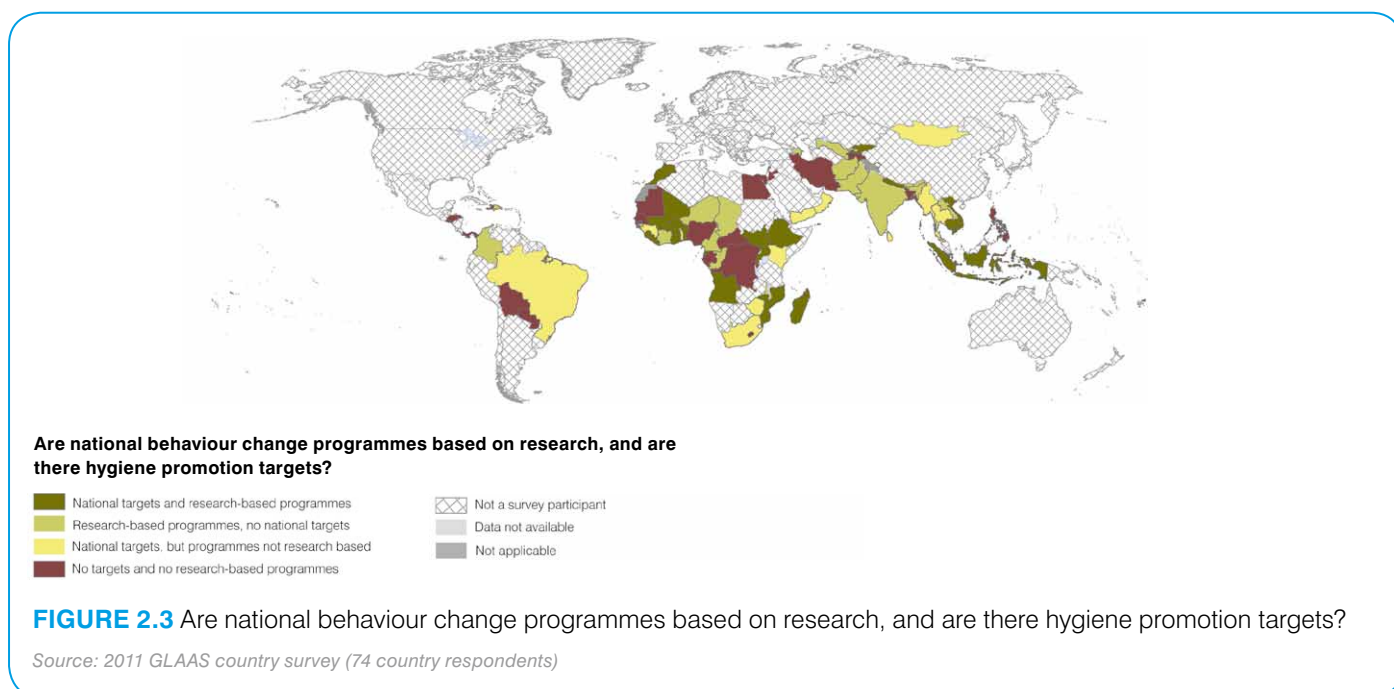 Are national behaviour change programmes based on research, and are
there hygiene promotion targets?
National targets and research-based programmes
Research-based programmes, no national targets
National targets. but programmes not research based
No targets and no research-based programmes
Not a survey participant
Data not available
Not applicable
FIGURE 2.3 Are national behaviour change programmes based on research, and are there hygiene promotion targets?
Source: 2011 GLAAS country survey (74 country respondents)